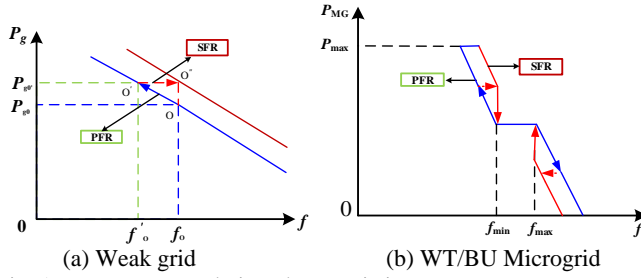 P_g
SFR
P_g0'
P_g0
O'
O''
O
PFR
0
f'_o
f_o
f
(a) Weak grid
P_MG
P_max
SFR
PFR
0
f_min
f_max
f
(b) WT/BU Microgrid